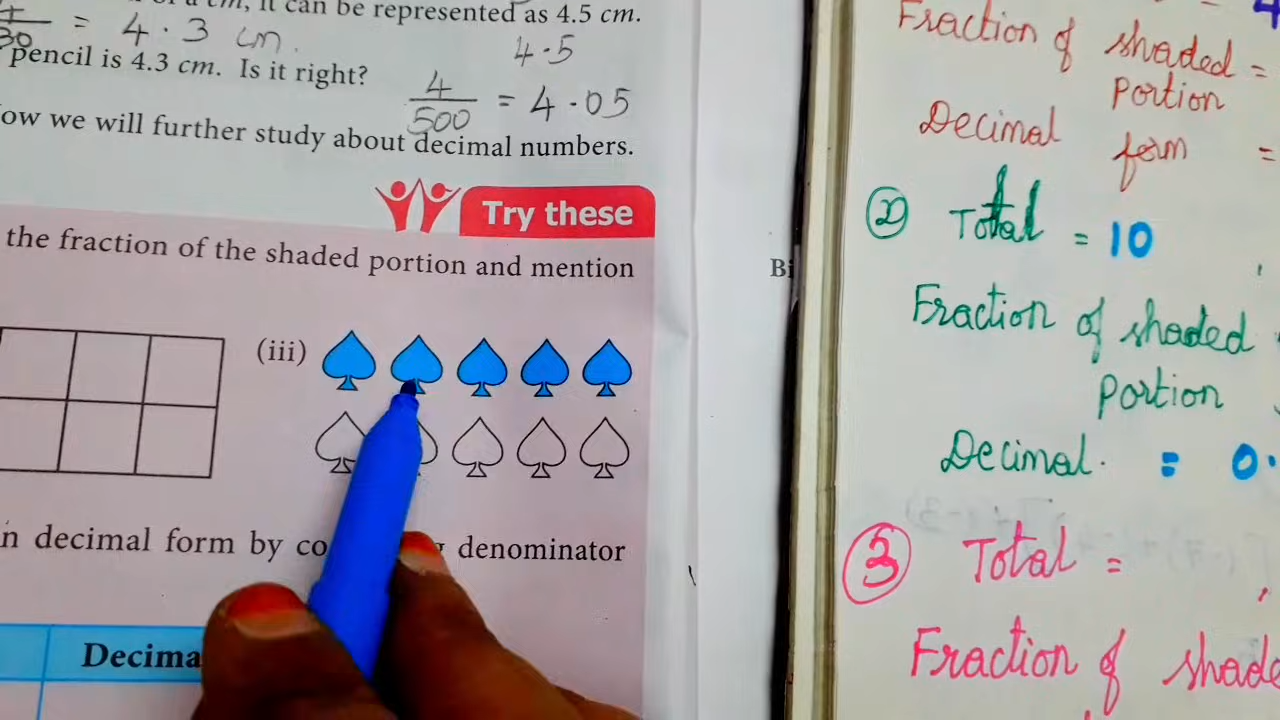 cm, it can be represented as 4.5 cm.
= 4.3 cm.
30
4.5
pencil is 4.3 cm. Is it right?
4
500
= 4.05
ow we will further study about decimal numbers.
Try these
the fraction of the shaded portion and mention
(iii)
n decimal form by co denominator
Decima
Bi
Fraction of shaded =
Portion
Decimal form =
2 Total = 10
Fraction of shaded
Portion
Decimal. = 0.
3 Total = ,
Fraction of shade